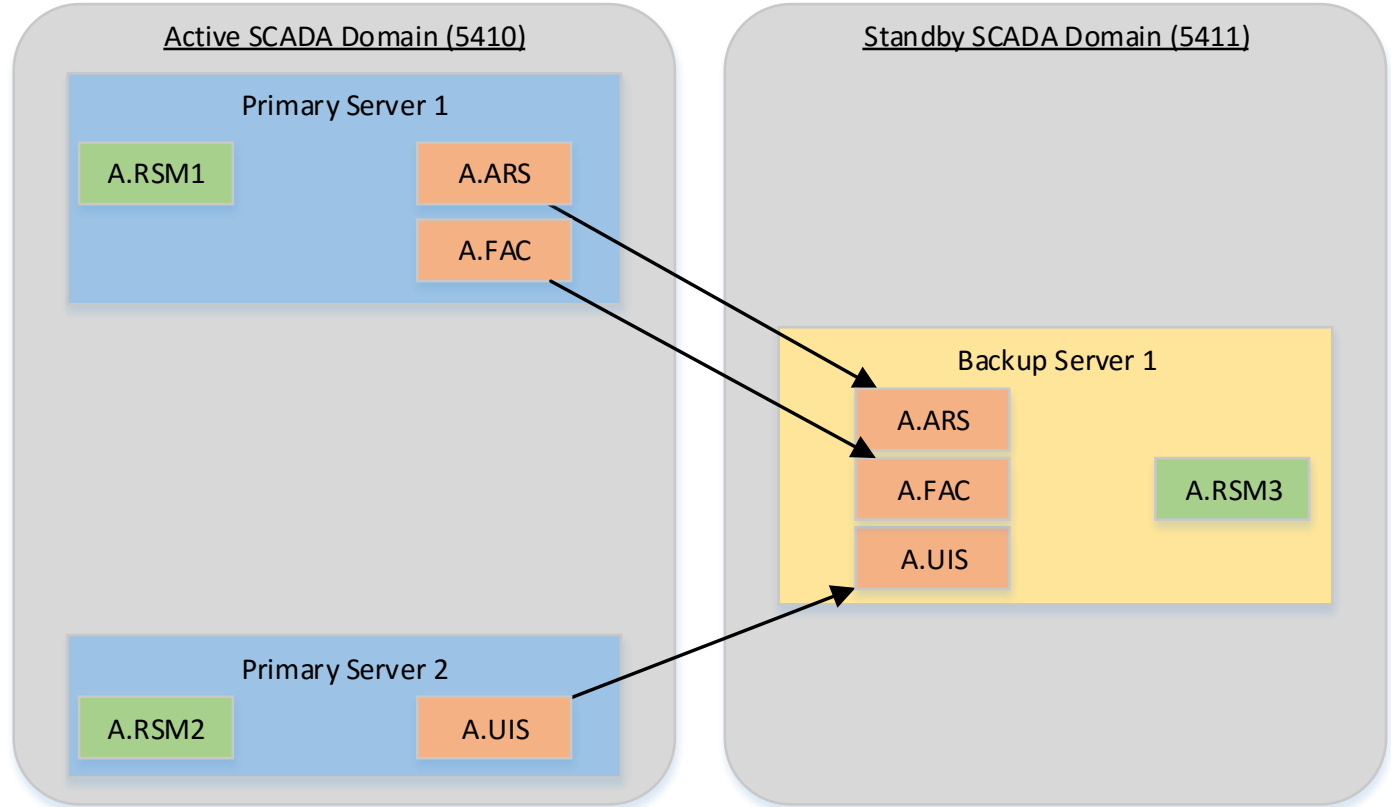 Active SCADA Domain (5410)
Primary Server 1
A.RSM1
A.ARS
A.FAC
Primary Server 2
A.RSM2
A.UIS
Standby SCADA Domain (5411)
Backup Server 1
A.ARS
A.FAC
A.UIS
A.RSM3